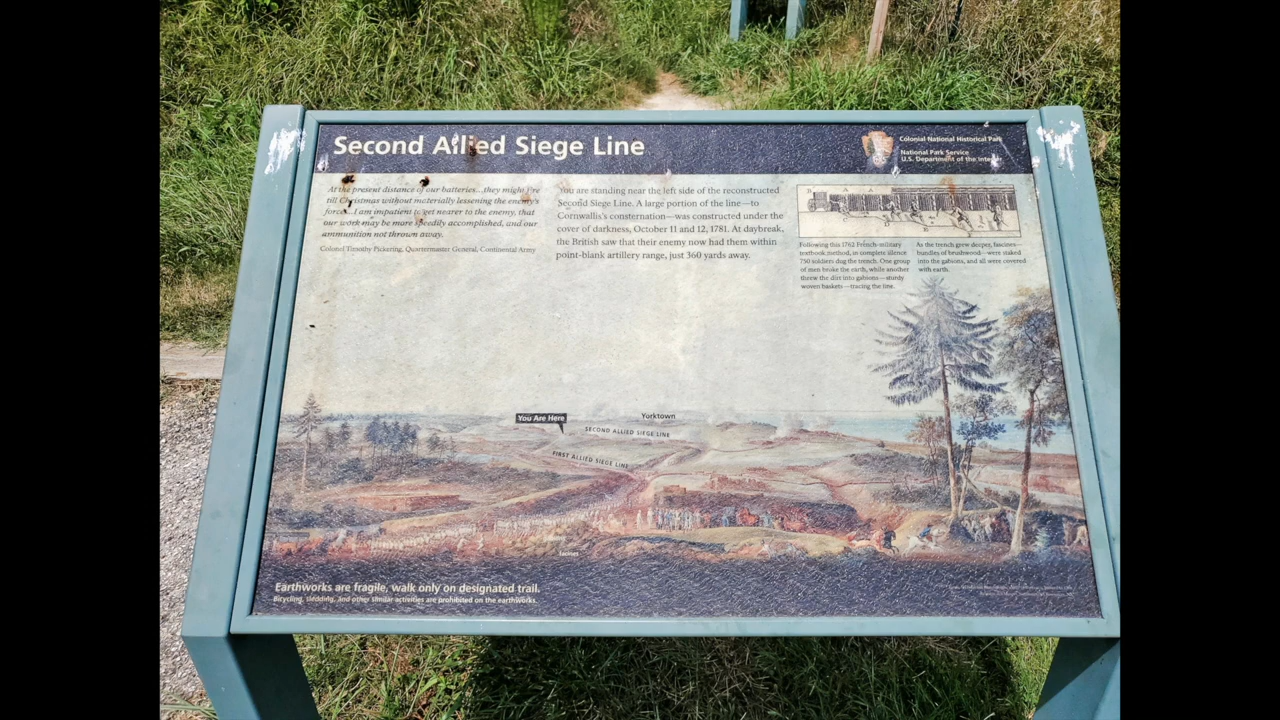 Second Allied Siege Line
Colonial National Historical Park
National Park Service
U.S. Department of the Interior
At the present distance of our batteries...they might fire
till Christmas without materially lessening the enemy's
force...I am impatient to get nearer to the enemy, that
our work may be more speedily accomplished, and our
ammunition not thrown away.
Colonel Timothy Pickering, Quartermaster General, Continental Army
You are standing near the left side of the reconstructed
Second Siege Line. A large portion of the line—to
Cornwallis's consternation—was constructed under the
cover of darkness, October 11 and 12, 1781. At daybreak,
the British saw that their enemy now had them within
point-blank artillery range, just 360 yards away.
B A A
D
Following this 1762 French military
textbook method, in complete silence
750 soldiers dug the trench. One group
of men broke the earth, while another
threw the dirt into gabions—sturdy
woven baskets—tracing the line.
As the trench grew deeper, fascines—
bundles of brushwood—were staked
into the gabions, and all were covered
with earth.
You Are Here
Yorktown
SECOND ALLIED SIEGE LINE
FIRST ALLIED SIEGE LINE
Earthworks are fragile, walk only on designated trail.
Bicycling, sledding, and other similar activities are prohibited on the earthworks.